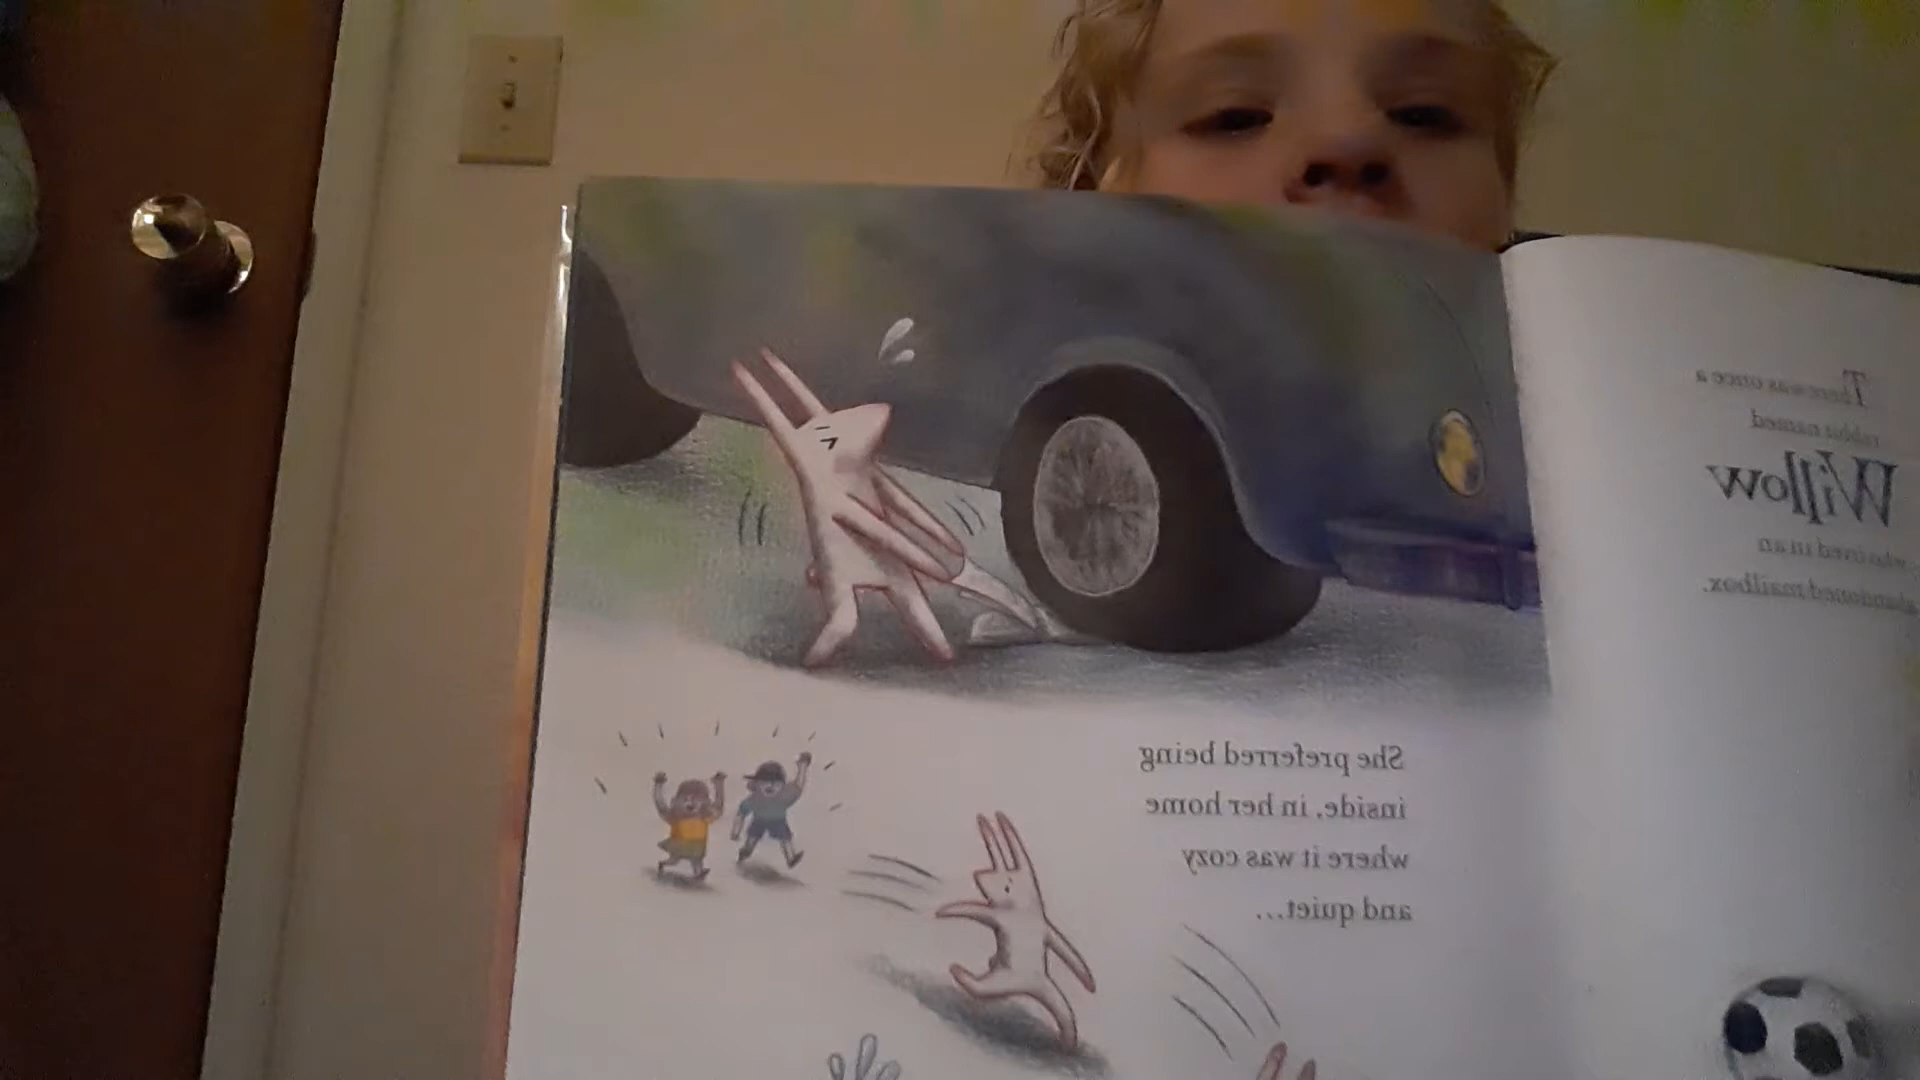 There was once a
rabbit named
Willow
who lived in an
abandoned mailbox.
She preferred being
inside, in her home
where it was cozy
and quiet...